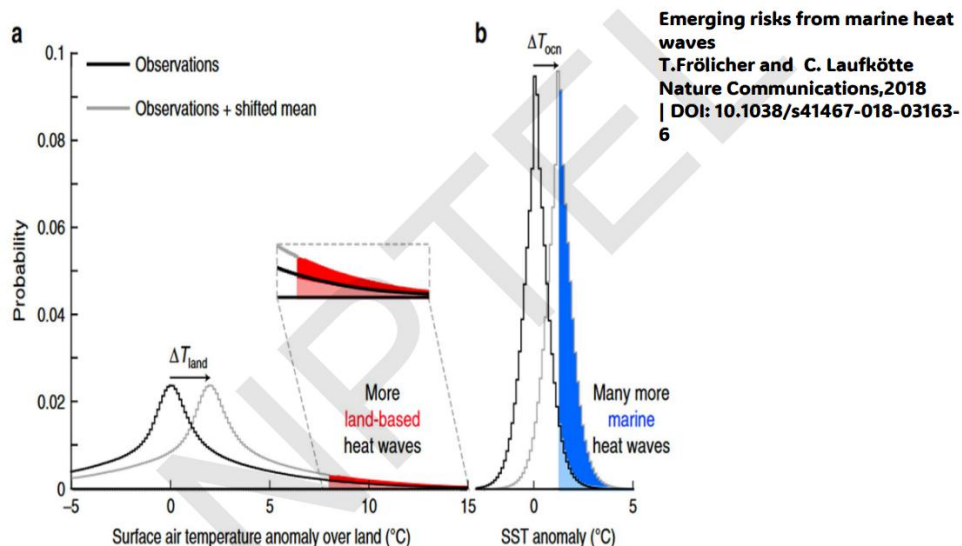 a
b
Emerging risks from marine heat
waves
T.Frölicher and C. Laufkötte
Nature Communications,2018
| DOI: 10.1038/s41467-018-03163-
6
Observations
Observations + shifted mean
ΔTocn
ΔTland
Probability
0.1
0.08
0.06
0.04
0.02
0
More
land-based
heat waves
Many more
marine
heat waves
-5 0 5 10 15
0 5
Surface air temperature anomaly over land (°C)
SST anomaly (°C)
NPTEL